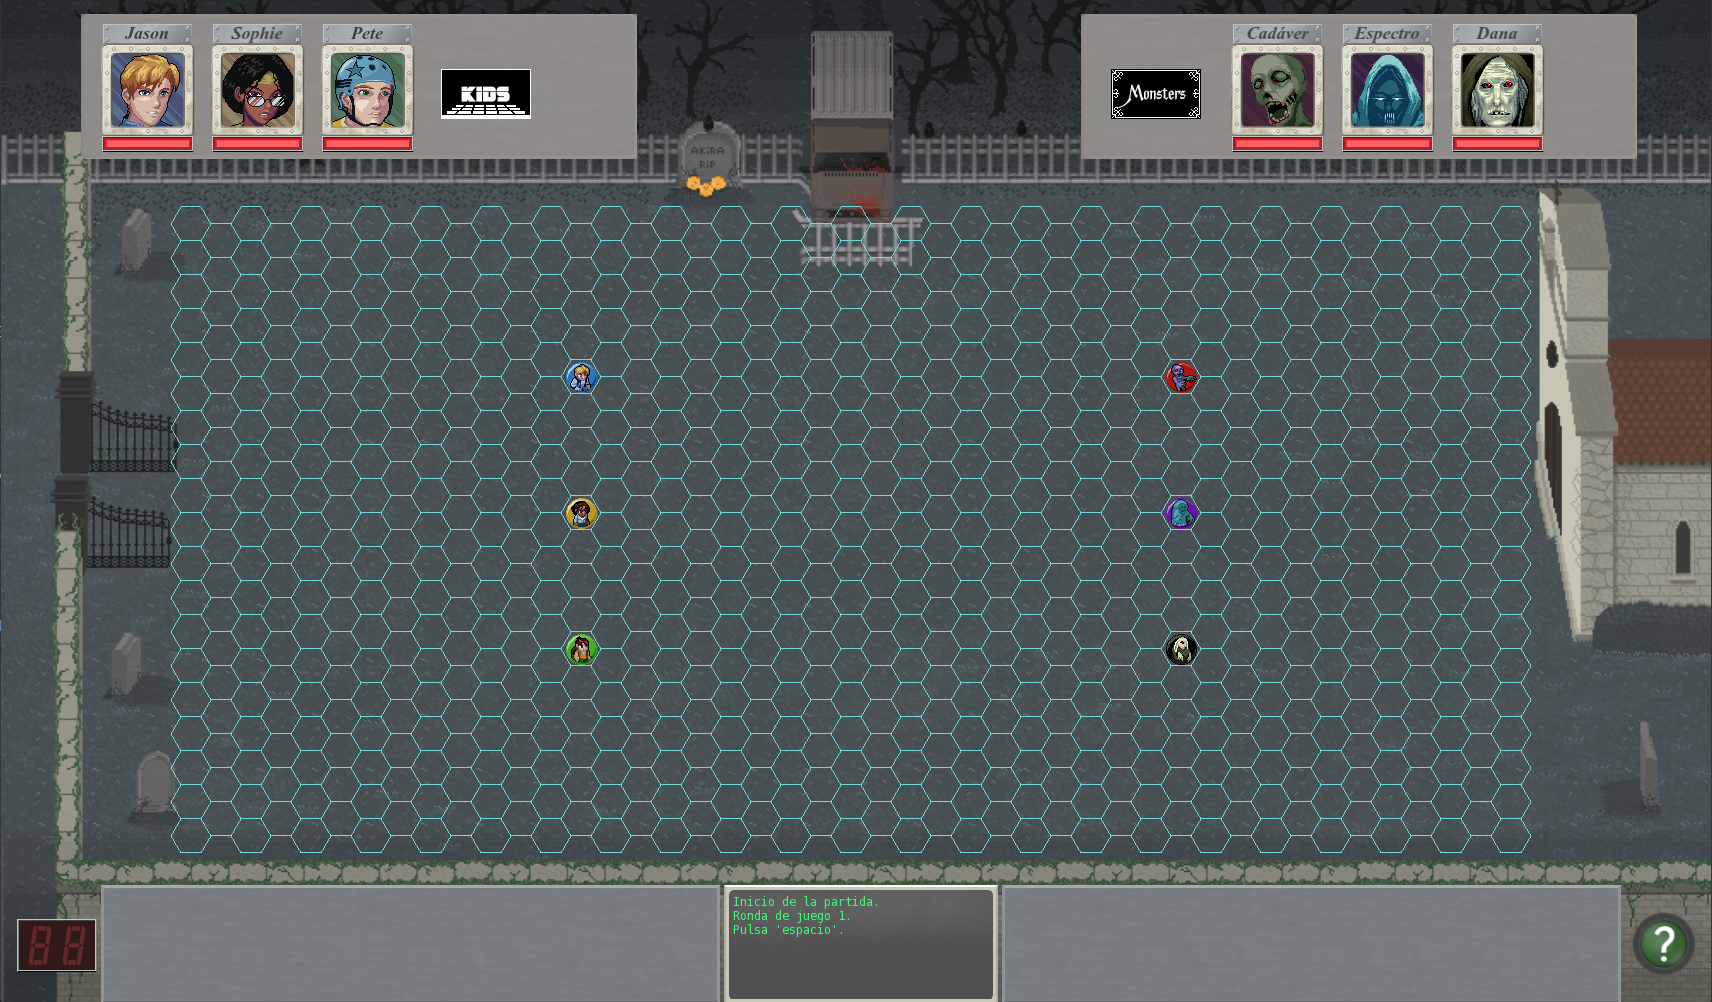 Jason
Sophie
Pete
KIDS
Monsters
Cadáver
Espectro
Dana
AKIRA
RIP
Inicio de la partida.
Ronda de juego 1.
Pulsa 'espacio'.
88
?